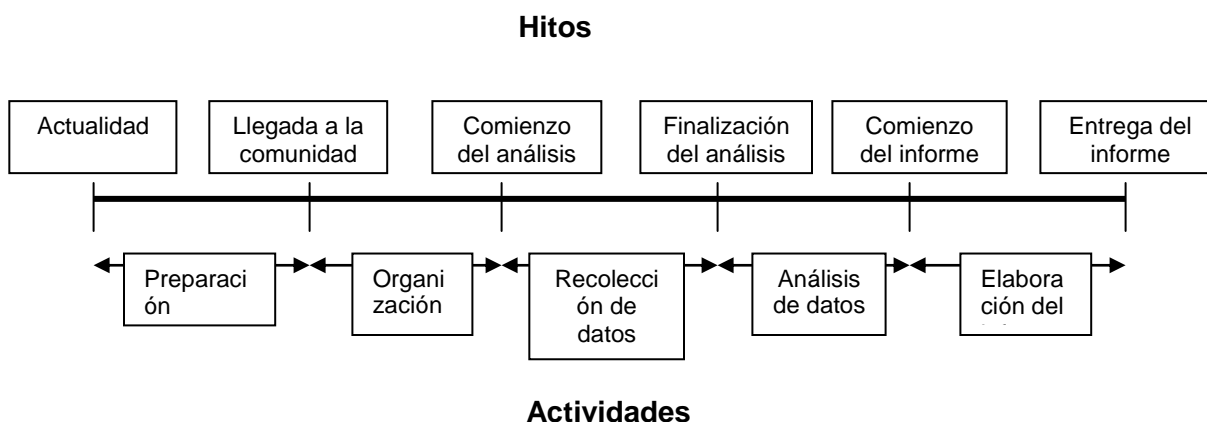 Hitos
Actualidad
Llegada a la
comunidad
Comienzo
del análisis
Finalización
del análisis
Comienzo
del informe
Entrega del
informe
Preparaci
ón
Organi
zación
Recolecci
ón de
datos
Análisis
de datos
Elabora
ción del
Actividades